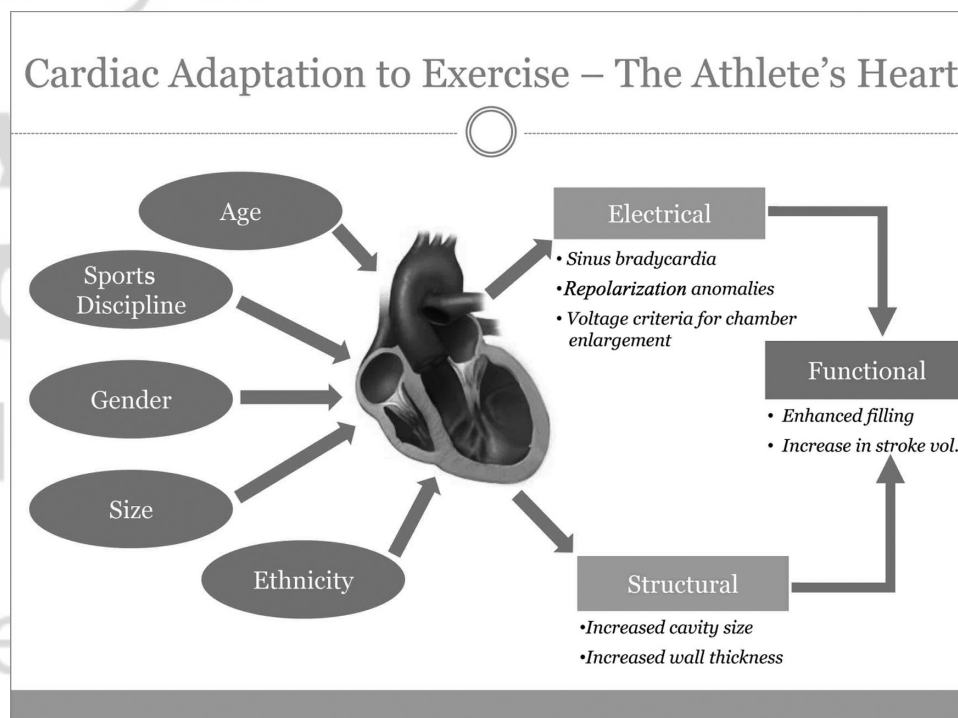 Cardiac Adaptation to Exercise – The Athlete's Heart
Age
Sports
Discipline
Gender
Size
Ethnicity
Electrical
• Sinus bradycardia
• Repolarization anomalies
• Voltage criteria for chamber
enlargement
Functional
• Enhanced filling
• Increase in stroke vol.
Structural
•Increased cavity size
•Increased wall thickness